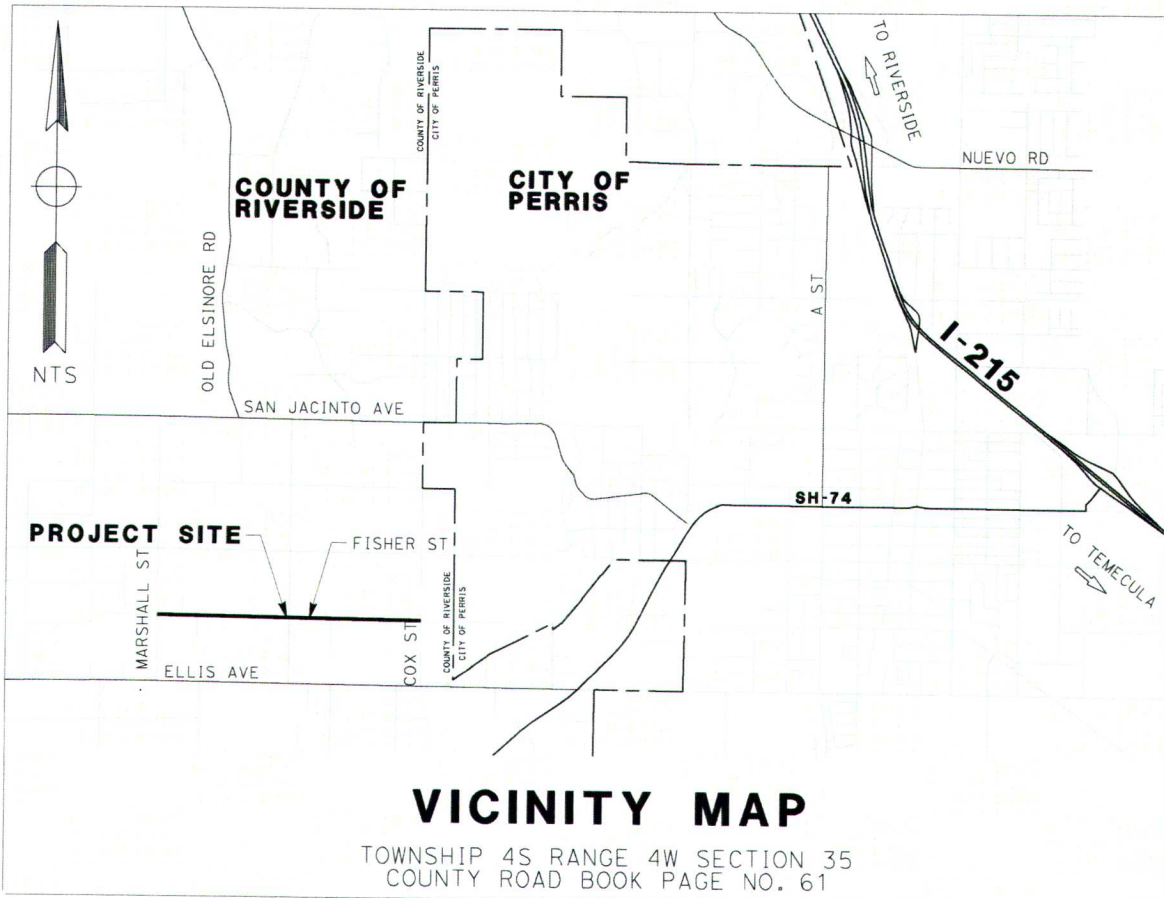 TO RIVERSIDE
COUNTY OF RIVERSIDE
CITY OF PERRIS
NUEVO RD
COUNTY OF
RIVERSIDE
CITY OF
PERRIS
OLD ELSINORE RD
A ST
I-215
NTS
SAN JACINTO AVE
SH-74
PROJECT SITE
FISHER ST
TO TEMECULA
MARSHALL ST
COX ST
COUNTY OF RIVERSIDE
CITY OF PERRIS
ELLIS AVE
VICINITY MAP
TOWNSHIP 4S RANGE 4W SECTION 35
COUNTY ROAD BOOK PAGE NO. 61